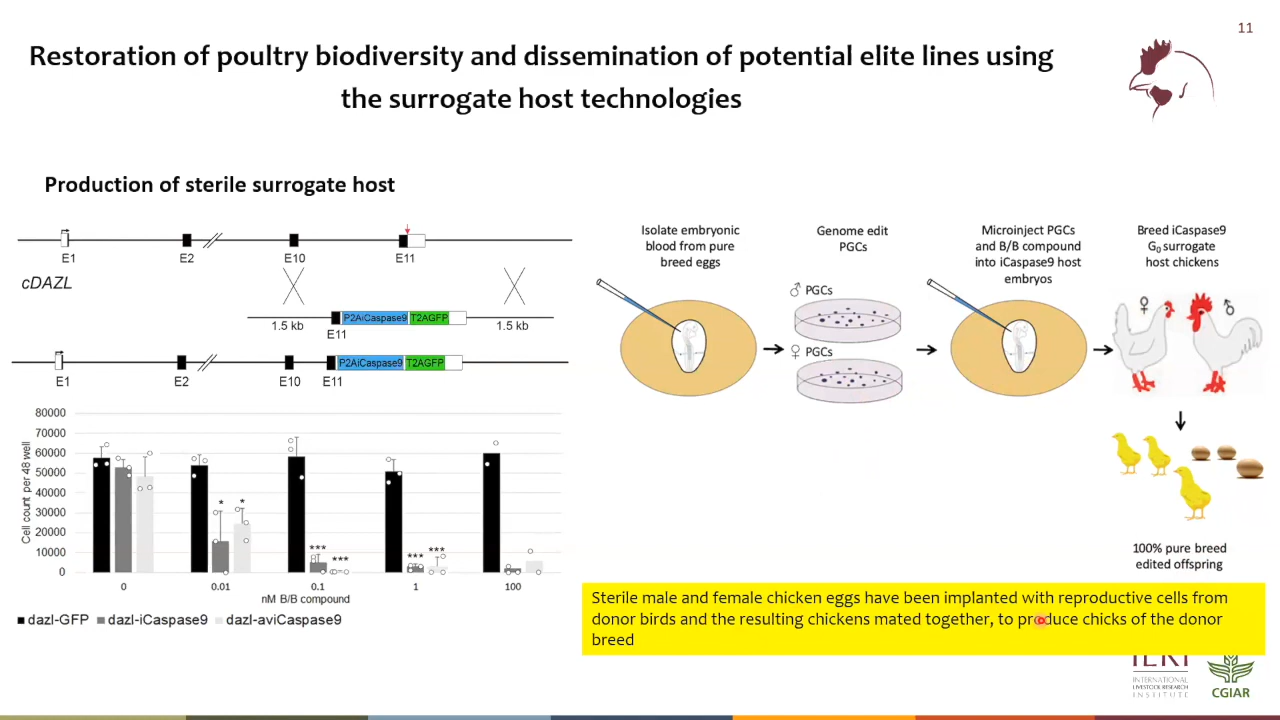 11
Restoration of poultry biodiversity and dissemination of potential elite lines using
the surrogate host technologies
Production of sterile surrogate host
E1
E2
E10
E11
cDAZL
1.5 kb
E11
P2AiCaspase9
T2AGFP
1.5 kb
P2AiCaspase9
T2AGFP
E1
E2
E10
E11
Cell count per 48 well
80000
70000
60000
50000
40000
30000
20000
10000
0
*
*
***
***
***
***
0
0.01
0.1
1
100
nM B/B compound
dazl-GFP
dazl-iCaspase9
dazl-aviCaspase9
Isolate embryonic
blood from pure
breed eggs
Genome edit
PGCs
♂ PGCs
♀ PGCs
Microinject PGCs
and B/B compound
into iCaspase9 host
embryos
Breed iCaspase9
G0 surrogate
host chickens
♀
♂
100% pure breed
edited offspring
Sterile male and female chicken eggs have been implanted with reproductive cells from
donor birds and the resulting chickens mated together, to produce chicks of the donor
breed
ILRI
INTERNATIONAL
LIVESTOCK RESEARCH
INSTITUTE
CGIAR